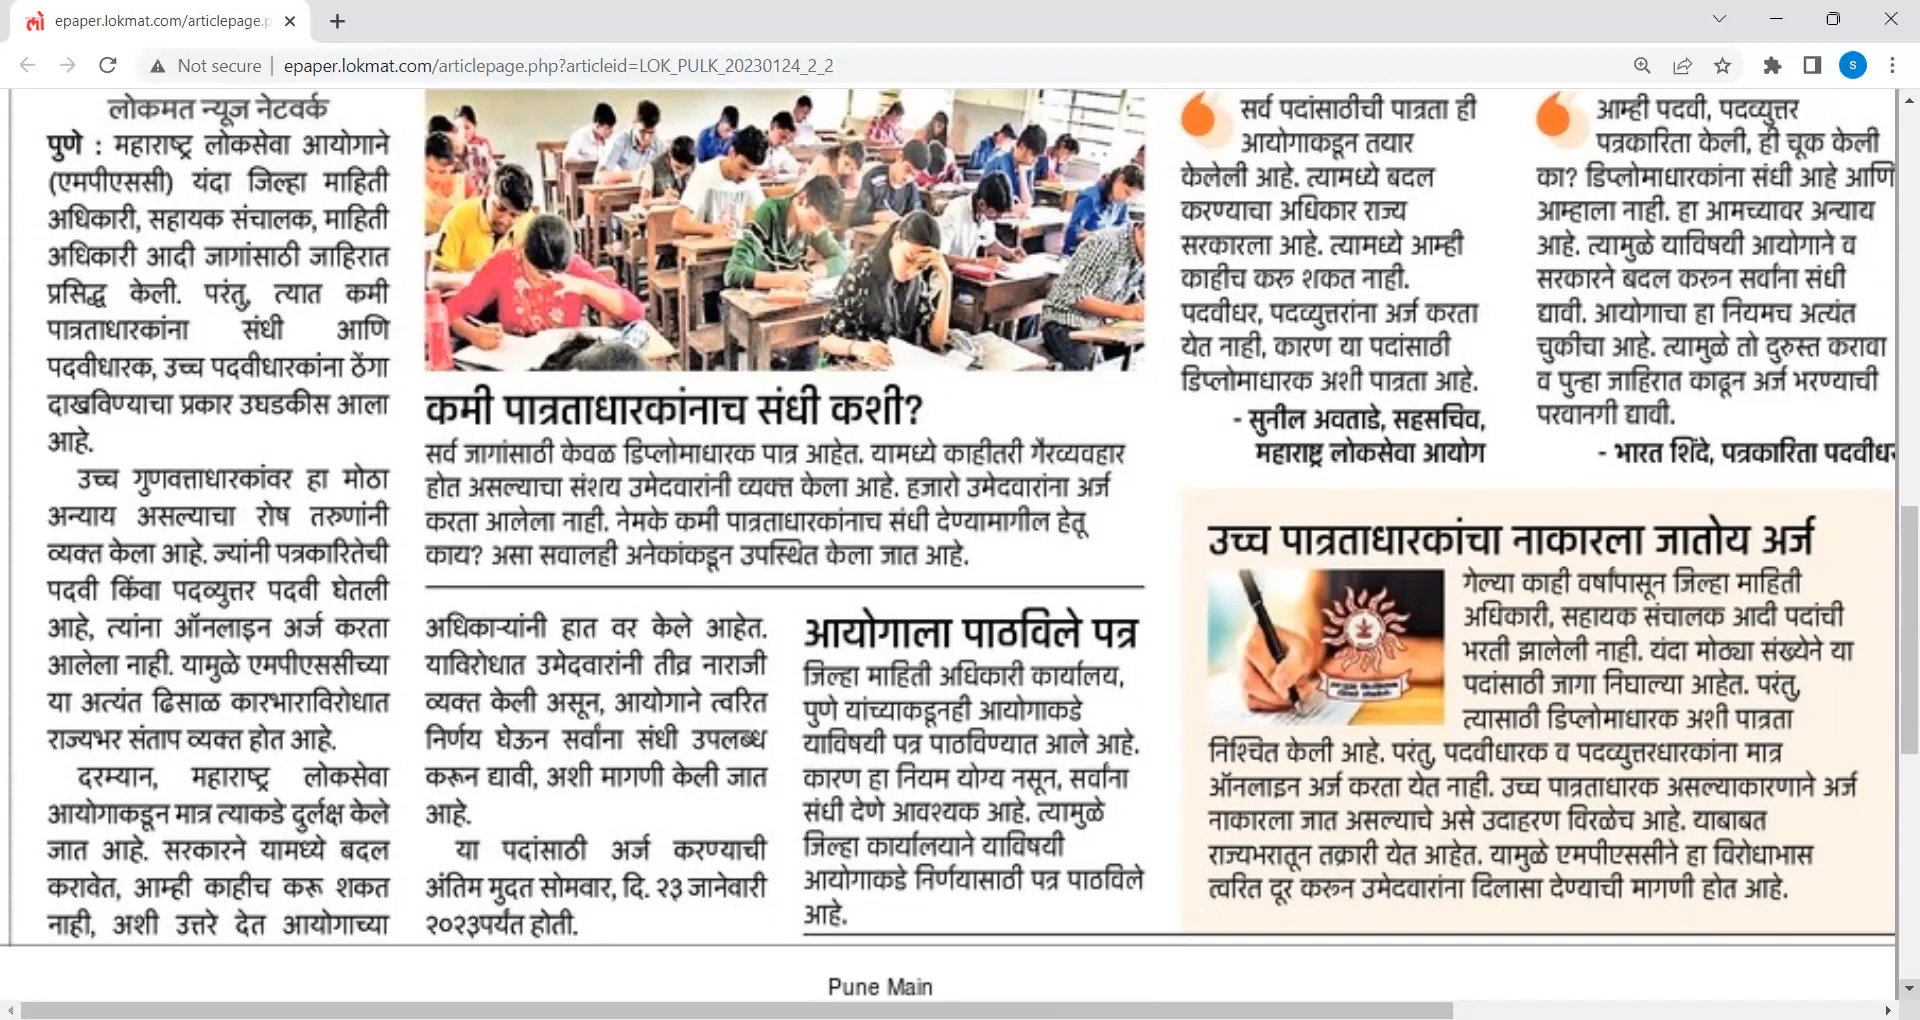 epaper.lokmat.com/articlepage.p
Not secure
epaper.lokmat.com/articlepage.php?articleid=LOK_PULK_20230124_2_2
S
लोकमत न्यूज नेटवर्क
पुणे : महाराष्ट्र लोकसेवा आयोगाने
(एमपीएससी) यंदा जिल्हा माहिती
अधिकारी, सहायक संचालक, माहिती
अधिकारी आदी जागांसाठी जाहिरात
प्रसिद्ध केली. परंतु, त्यात कमी
पात्रताधारकांना संधी आणि
पदवीधारक, उच्च पदवीधारकांना ठेंगा
दाखविण्याचा प्रकार उघडकीस आला
आहे.
उच्च गुणवत्ताधारकांवर हा मोठा
अन्याय असल्याचा रोष तरुणांनी
व्यक्त केला आहे. ज्यांनी पत्रकारितेची
पदवी किंवा पदव्युत्तर पदवी घेतली
आहे, त्यांना ऑनलाइन अर्ज करता
आलेला नाही. यामुळे एमपीएससीच्या
या अत्यंत ढिसाळ कारभाराविरोधात
राज्यभर संताप व्यक्त होत आहे.
दरम्यान, महाराष्ट्र लोकसेवा
आयोगाकडून मात्र त्याकडे दुर्लक्ष केले
जात आहे. सरकारने यामध्ये बदल
करावेत, आम्ही काहीच करू शकत
नाही, अशी उत्तरे देत आयोगाच्या
कमी पात्रताधारकांनाच संधी कशी?
सर्व जागांसाठी केवळ डिप्लोमाधारक पात्र आहेत. यामध्ये काहीतरी गैरव्यवहार
होत असल्याचा संशय उमेदवारांनी व्यक्त केला आहे. हजारो उमेदवारांना अर्ज
करता आलेला नाही. नेमके कमी पात्रताधारकांनाच संधी देण्यामागील हेतू
काय? असा सवालही अनेकांकडून उपस्थित केला जात आहे.
अधिकाऱ्यांनी हात वर केले आहेत.
याविरोधात उमेदवारांनी तीव्र नाराजी
व्यक्त केली असून, आयोगाने त्वरित
निर्णय घेऊन सर्वांना संधी उपलब्ध
करून द्यावी, अशी मागणी केली जात
आहे.
या पदांसाठी अर्ज करण्याची
अंतिम मुदत सोमवार, दि. २३ जानेवारी
२०२३पर्यंत होती.
आयोगाला पाठविले पत्र
जिल्हा माहिती अधिकारी कार्यालय,
पुणे यांच्याकडूनही आयोगाकडे
याविषयी पत्र पाठविण्यात आले आहे.
कारण हा नियम योग्य नसून, सर्वांना
संधी देणे आवश्यक आहे. त्यामुळे
जिल्हा कार्यालयाने याविषयी
आयोगाकडे निर्णयासाठी पत्र पाठविले
आहे.
सर्व पदांसाठीची पात्रता ही
आयोगाकडून तयार
केलेली आहे. त्यामध्ये बदल
करण्याचा अधिकार राज्य
सरकारला आहे. त्यामध्ये आम्ही
काहीच करू शकत नाही.
पदवीधर, पदव्युत्तरांना अर्ज करता
येत नाही, कारण या पदांसाठी
डिप्लोमाधारक अशी पात्रता आहे.
- सुनील अवताडे, सहसचिव,
महाराष्ट्र लोकसेवा आयोग
आम्ही पदवी, पदव्युत्तर
पत्रकारिता केली, ही चूक केली
का? डिप्लोमाधारकांना संधी आहे आणि
आम्हाला नाही. हा आमच्यावर अन्याय
आहे. त्यामुळे याविषयी आयोगाने व
सरकारने बदल करून सर्वांना संधी
द्यावी. आयोगाचा हा नियमच अत्यंत
चुकीचा आहे. त्यामुळे तो दुरुस्त करावा
व पुन्हा जाहिरात काढून अर्ज भरण्याची
परवानगी द्यावी.
- भारत शिंदे, पत्रकारिता पदवीधर
उच्च पात्रताधारकांचा नाकारला जातोय अर्ज
गेल्या काही वर्षांपासून जिल्हा माहिती
अधिकारी, सहायक संचालक आदी पदांची
भरती झालेली नाही. यंदा मोठ्या संख्येने या
पदांसाठी जागा निघाल्या आहेत. परंतु,
त्यासाठी डिप्लोमाधारक अशी पात्रता
निश्चित केली आहे. परंतु, पदवीधारक व पदव्युत्तरधारकांना मात्र
ऑनलाइन अर्ज करता येत नाही. उच्च पात्रताधारक असल्याकारणाने अर्ज
नाकारला जात असल्याचे असे उदाहरण विरळेच आहे. याबाबत
राज्यभरातून तक्रारी येत आहेत. यामुळे एमपीएससीने हा विरोधाभास
त्वरित दूर करून उमेदवारांना दिलासा देण्याची मागणी होत आहे.
Pune Main